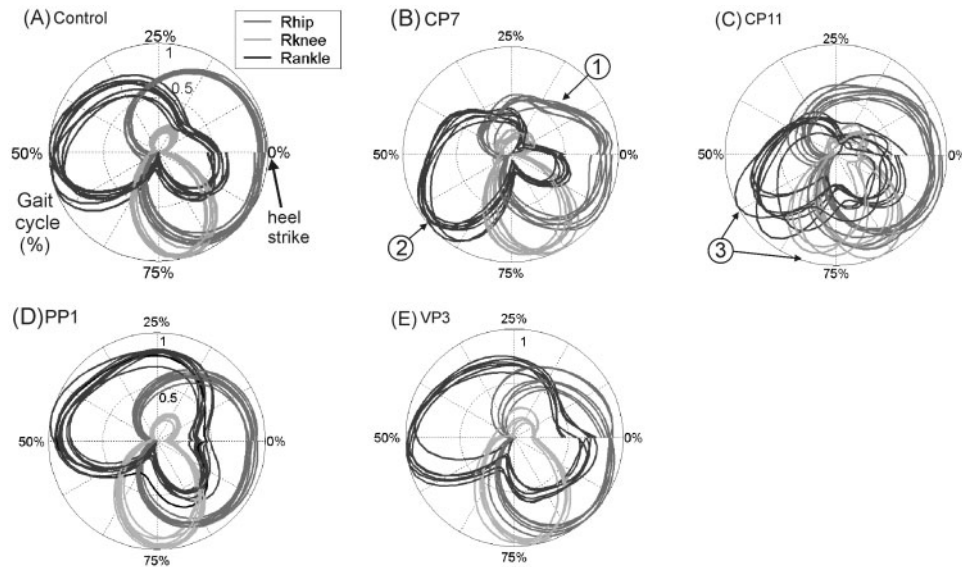 (A) Control
Rhip
Rknee
Rankle
25%
1
0.5
50%
0%
Gait
cycle
(%)
heel
strike
75%
(B) CP7
25%
1
50%
0%
2
75%
(C) CP11
25%
50%
0%
3
75%
(D) PP1
25%
1
0.5
50%
0%
75%
(E) VP3
25%
1
50%
0%
75%